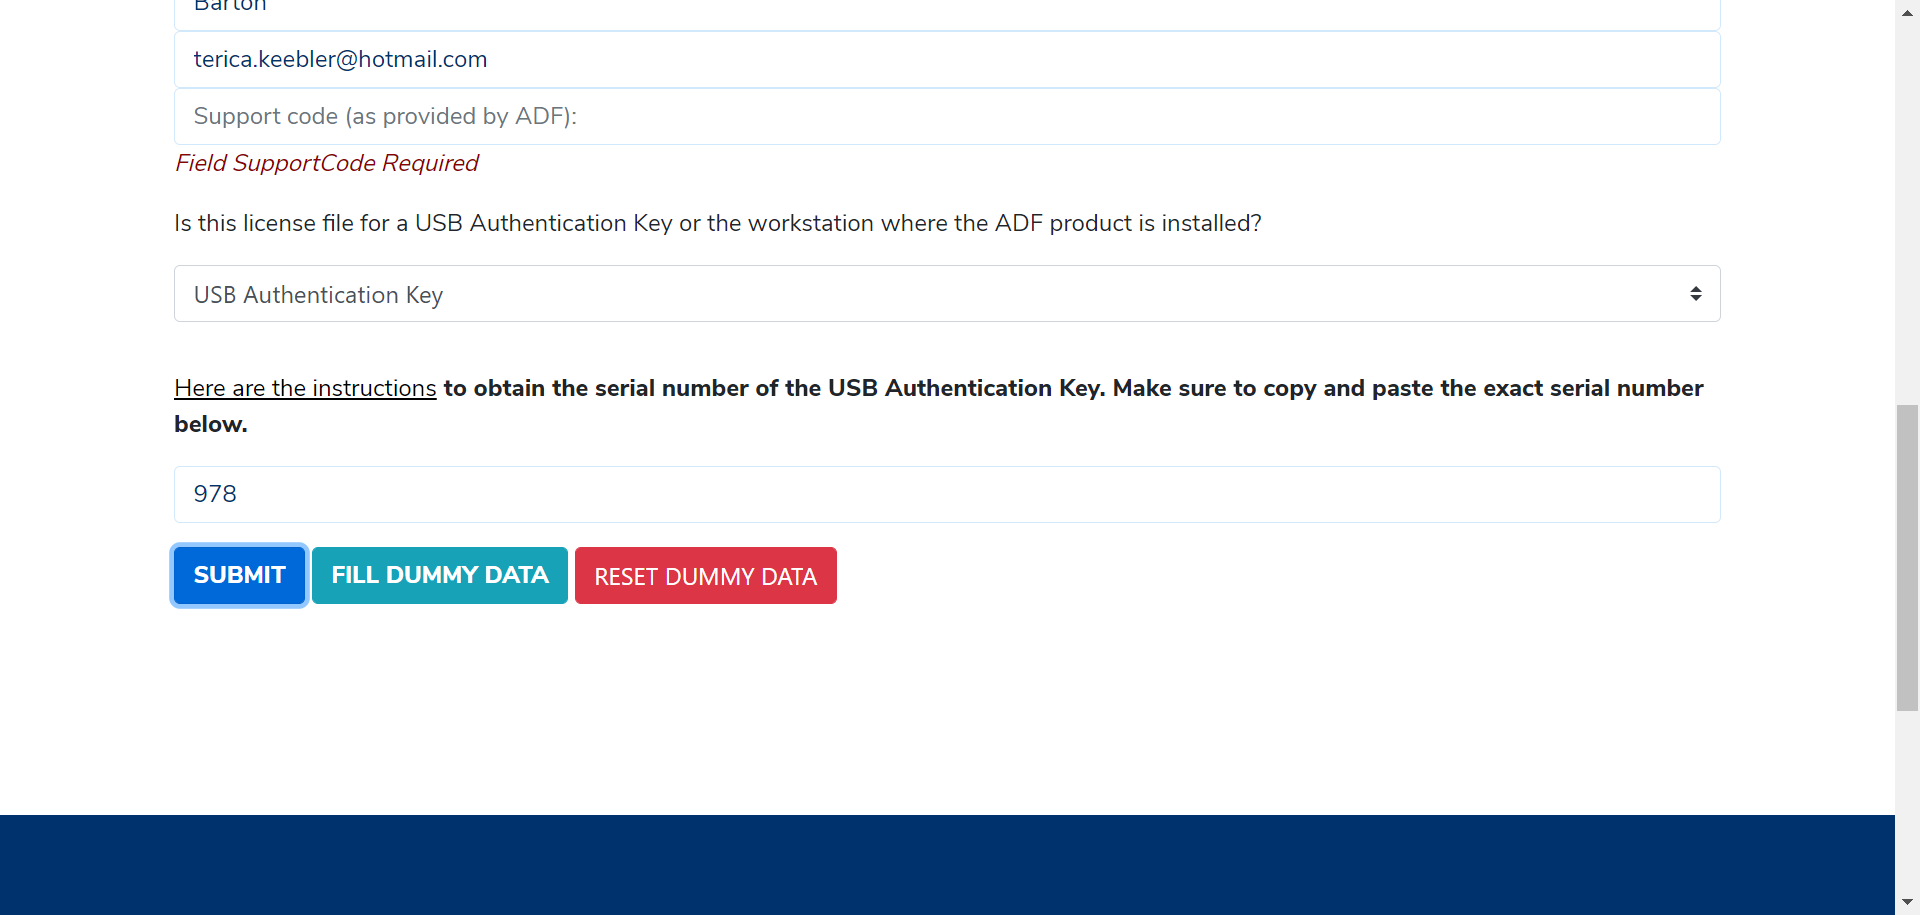 Barton
terica.keebler@hotmail.com
Support code (as provided by ADF):
Field SupportCode Required
Is this license file for a USB Authentication Key or the workstation where the ADF product is installed?
USB Authentication Key
Here are the instructions to obtain the serial number of the USB Authentication Key. Make sure to copy and paste the exact serial number
below.
978
SUBMIT FILL DUMMY DATA RESET DUMMY DATA